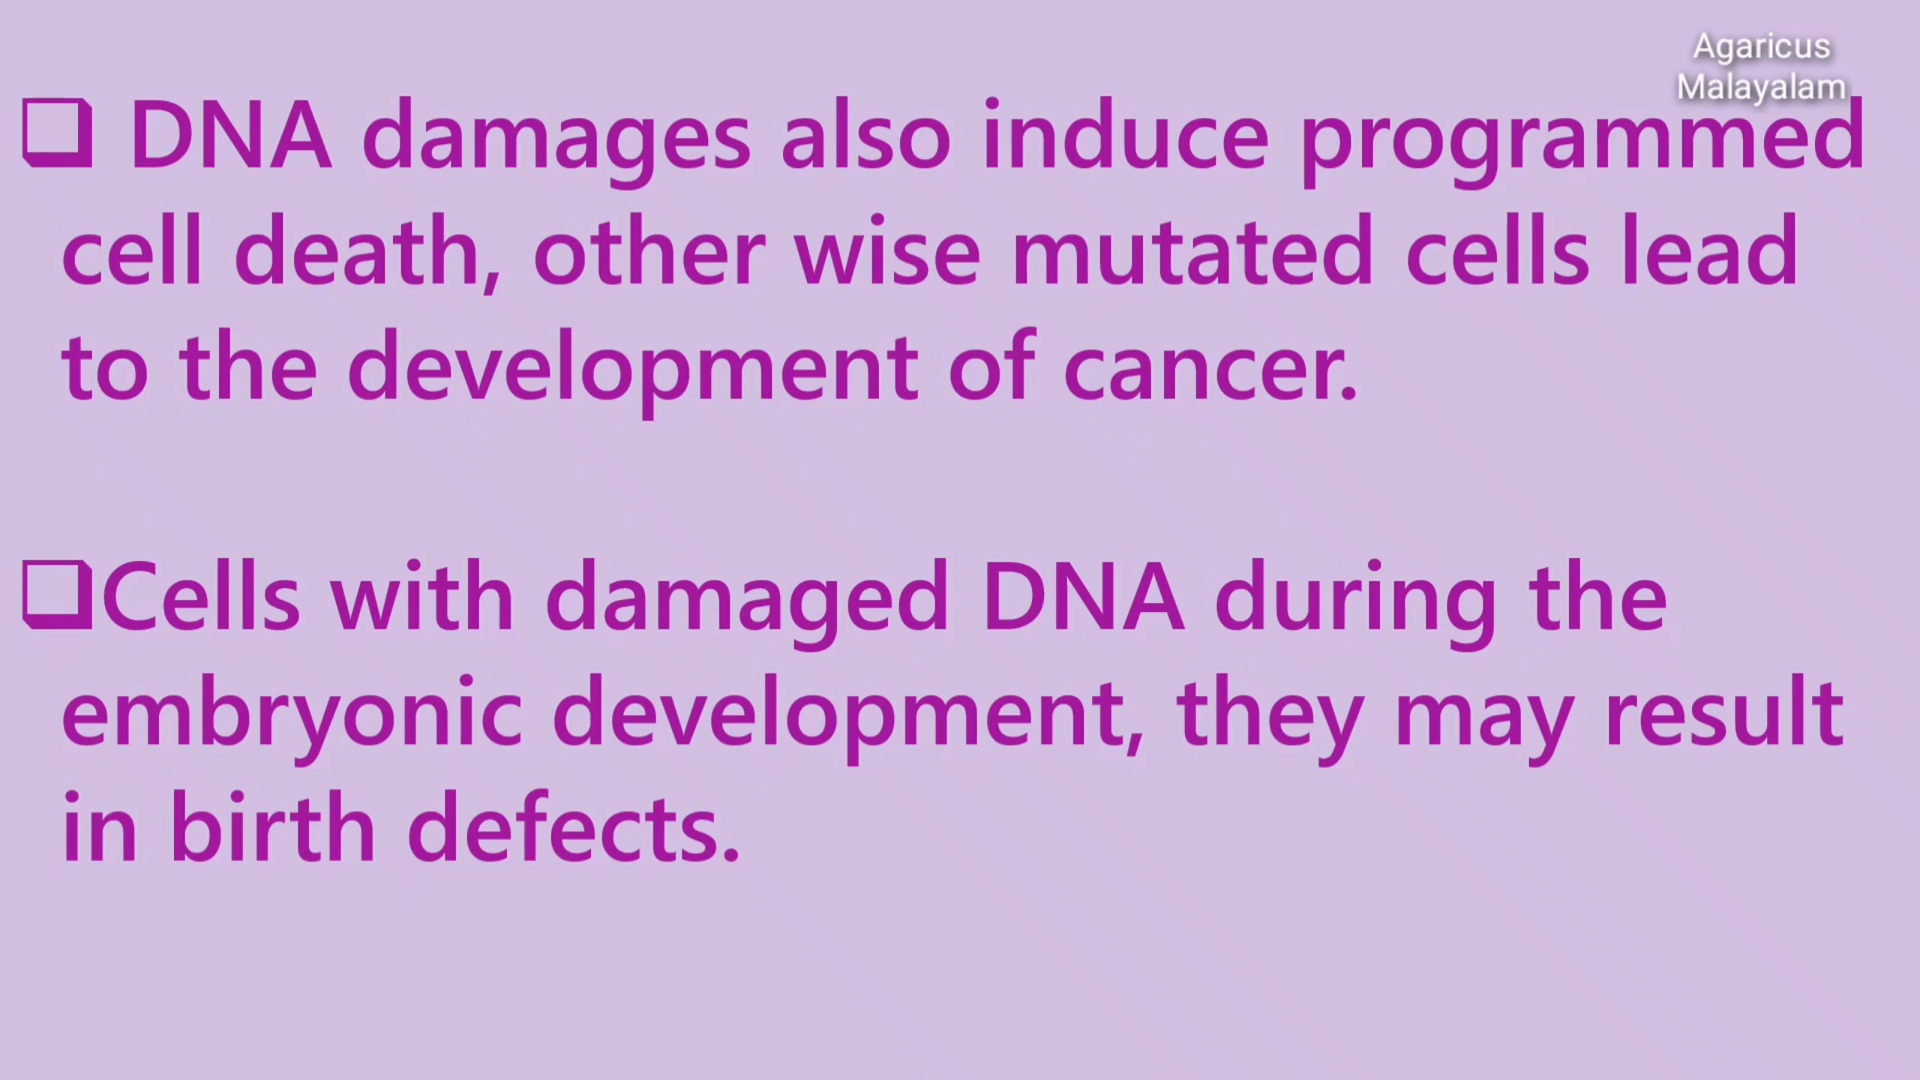 Agaricus
Malayalam
❑ DNA damages also induce programmed
cell death, other wise mutated cells lead
to the development of cancer.
❑Cells with damaged DNA during the
embryonic development, they may result
in birth defects.